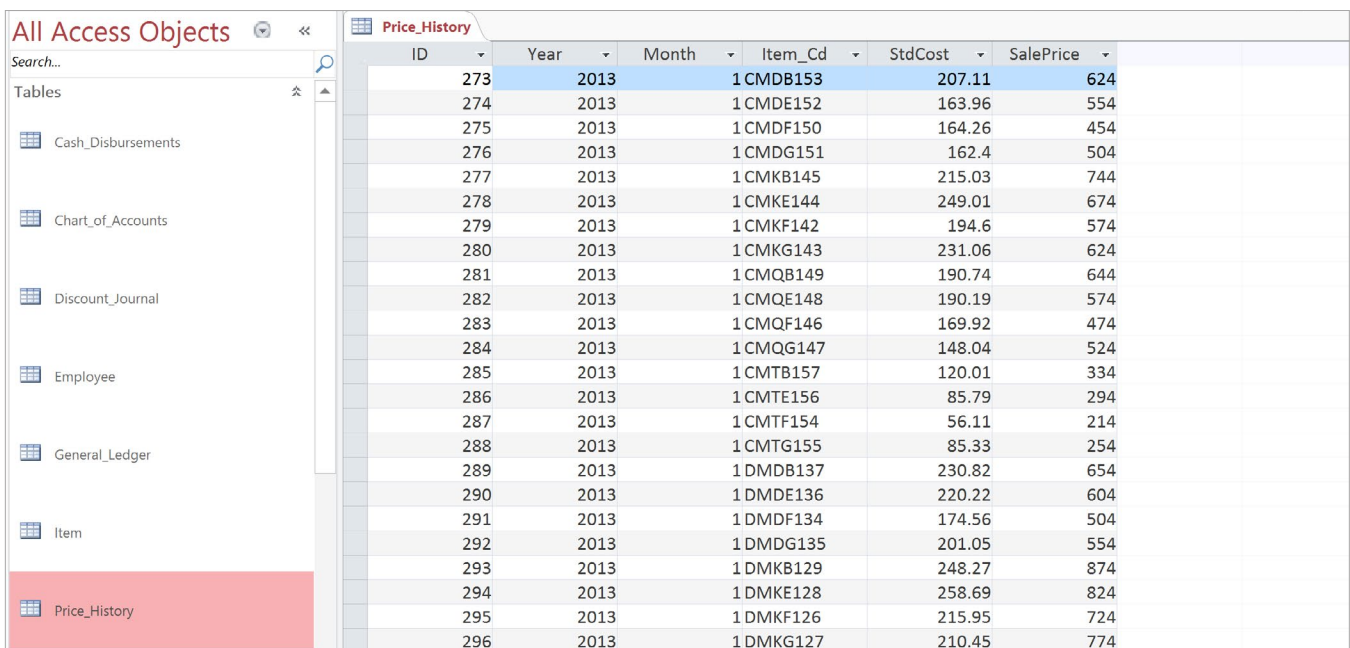 All Access Objects
Search...
Tables
Cash_Disbursements
Chart_of_Accounts
Discount_Journal
Employee
General_Ledger
Item
Price_History
Price_History
ID Year Month Item_Cd StdCost SalePrice
273 2013 1 CMDB153 207.11 624
274 2013 1 CMDE152 163.96 554
275 2013 1 CMDF150 164.26 454
276 2013 1 CMDG151 162.4 504
277 2013 1 CMKB145 215.03 744
278 2013 1 CMKE144 249.01 674
279 2013 1 CMKF142 194.6 574
280 2013 1 CMKG143 231.06 624
281 2013 1 CMQB149 190.74 644
282 2013 1 CMQE148 190.19 574
283 2013 1 CMQF146 169.92 474
284 2013 1 CMQG147 148.04 524
285 2013 1 CMTB157 120.01 334
286 2013 1 CMTE156 85.79 294
287 2013 1 CMTF154 56.11 214
288 2013 1 CMTG155 85.33 254
289 2013 1 DMDB137 230.82 654
290 2013 1 DMDE136 220.22 604
291 2013 1 DMDF134 174.56 504
292 2013 1 DMDG135 201.05 554
293 2013 1 DMKB129 248.27 874
294 2013 1 DMKE128 258.69 824
295 2013 1 DMKF126 215.95 724
296 2013 1 DMKG127 210.45 774